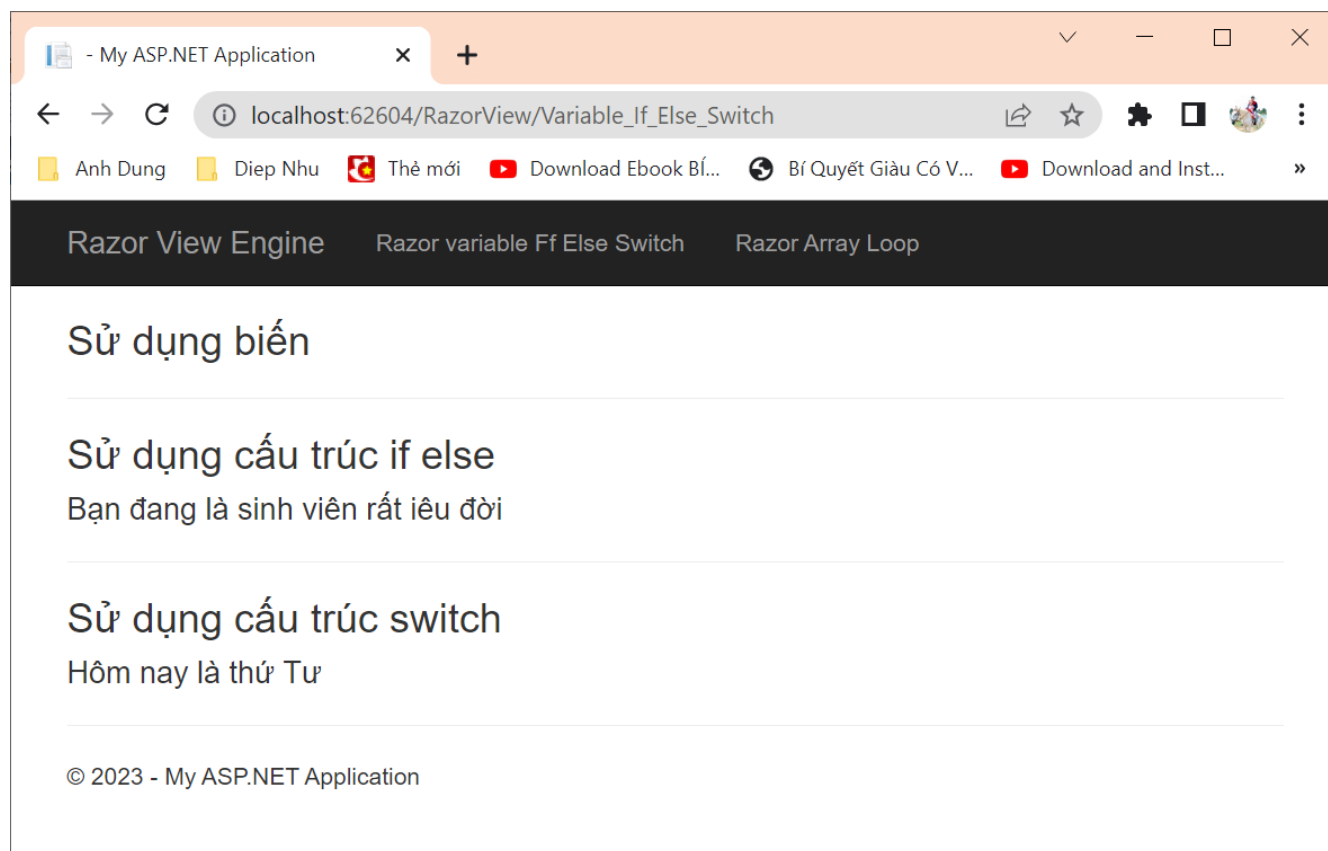 - My ASP.NET Application
localhost:62604/RazorView/Variable_If_Else_Switch
Anh Dung Diep Nhu Thẻ mới Download Ebook BÍ... Bí Quyết Giàu Có V... Download and Inst... »
Razor View Engine Razor variable Ff Else Switch Razor Array Loop
Sử dụng biến
Sử dụng cấu trúc if else
Bạn đang là sinh viên rất iêu đời
Sử dụng cấu trúc switch
Hôm nay là thứ Tư
© 2023 - My ASP.NET Application